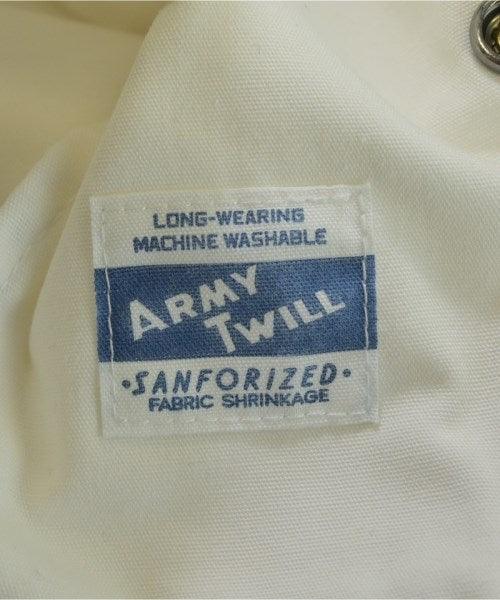 LONG-WEARING
MACHINE WASHABLE
ARMY
TWILL
·SANFORIZED·
FABRIC SHRINKAGE